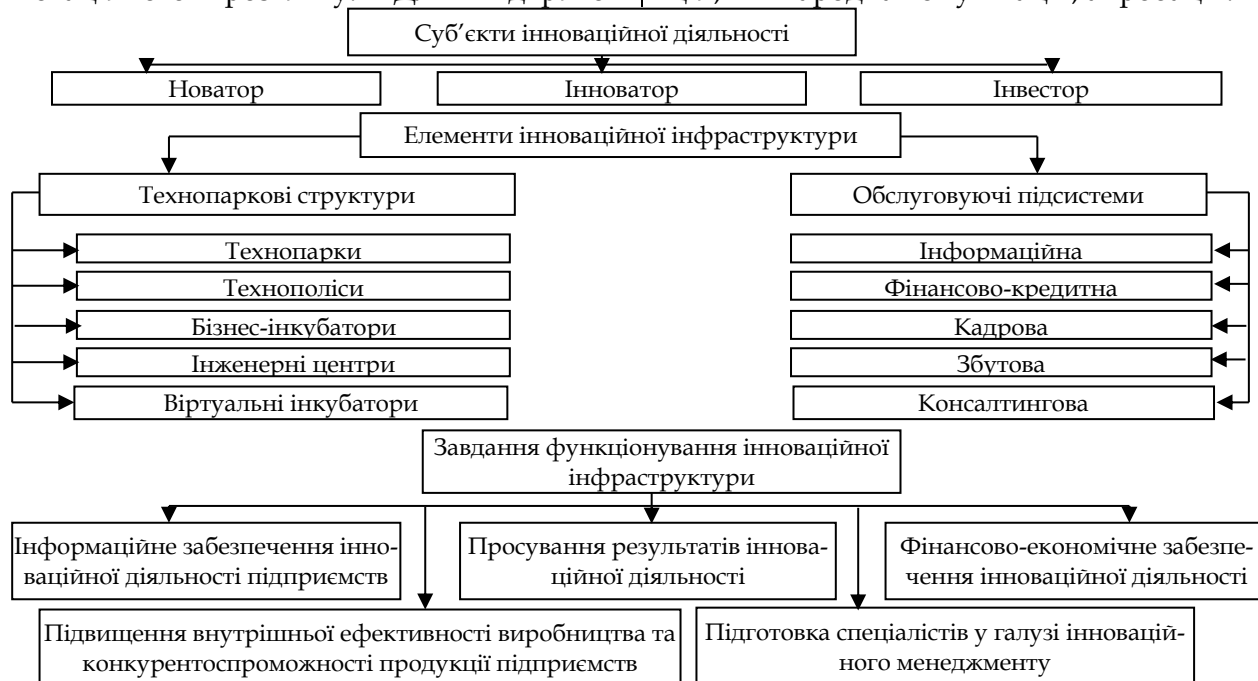 Суб’єкти інноваційної діяльності
Новатор
Інноватор
Інвестор
Елементи інноваційної інфраструктури
Технопаркові структури
Обслуговуючі підсистеми
Технопарки
Інформаційна
Технополіси
Фінансово-кредитна
Бізнес-інкубатори
Кадрова
Інженерні центри
Збутова
Віртуальні інкубатори
Консалтингова
Завдання функціонування інноваційної
інфраструктури
Інформаційне забезпечення інно-
ваційної діяльності підприємств
Просування результатів іннова-
ційної діяльності
Фінансово-економічне забезпе-
чення інноваційної діяльності
Підвищення внутрішньої ефективності виробництва та
конкурентоспроможності продукції підприємств
Підготовка спеціалістів у галузі інновацій-
ного менеджменту